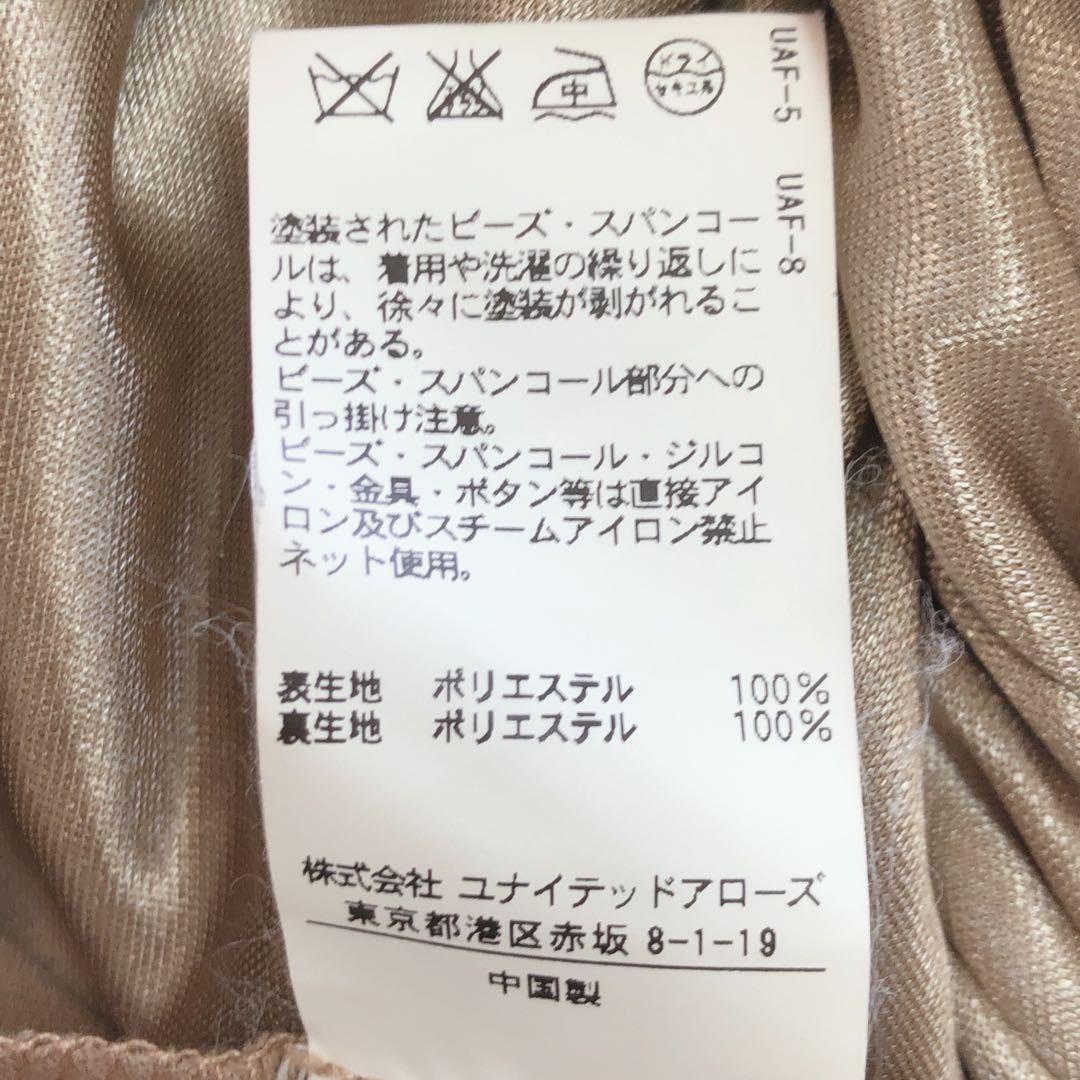 エンソサラシ
中
ドライ
セキユ系
UAF-5 UAF-8
塗装されたビーズ・スパンコー
ルは、着用や洗濯の繰り返しに
より、徐々に塗装が剥がれるこ
とがある。
ビーズ・スパンコール部分への
引っ掛け注意。
ビーズ・スパンコール・ジルコ
ン・金具・ボタン等は直接アイ
ロン及びスチームアイロン禁止
ネット使用。
表生地 ポリエステル 100%
裏生地 ポリエステル 100%
株式会社 ユナイテッドアローズ
東京都港区赤坂 8-1-19
中国製